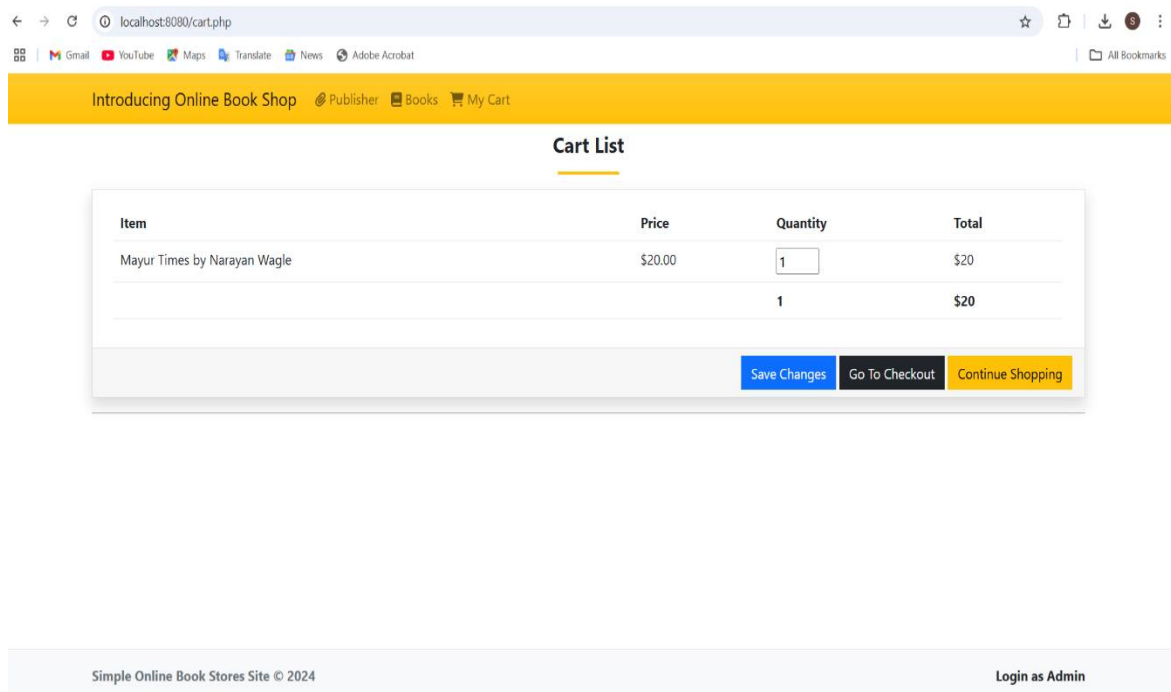 localhost:8080/cart.php
S
Gmail YouTube Maps Translate News Adobe Acrobat All Bookmarks
Introducing Online Book Shop Publisher Books My Cart
Cart List
Item Price Quantity Total
Mayur Times by Narayan Wagle $20.00 1 $20
1 $20
Save Changes Go To Checkout Continue Shopping
Simple Online Book Stores Site © 2024 Login as Admin